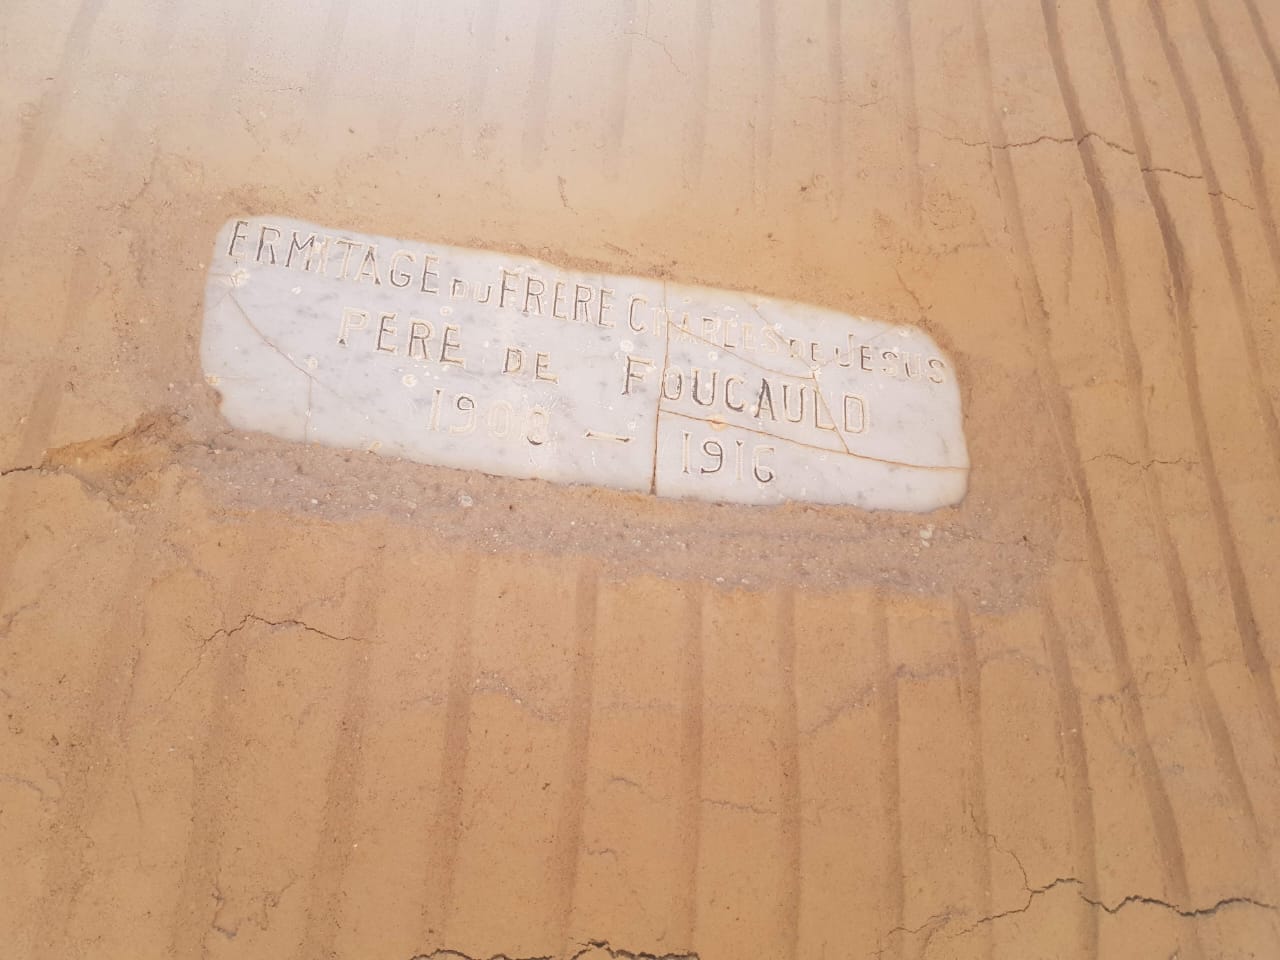 ERMITAGE DU FRERE CHARLES DE JESUS
PERE DE FOUCAULD
1908 — 1916